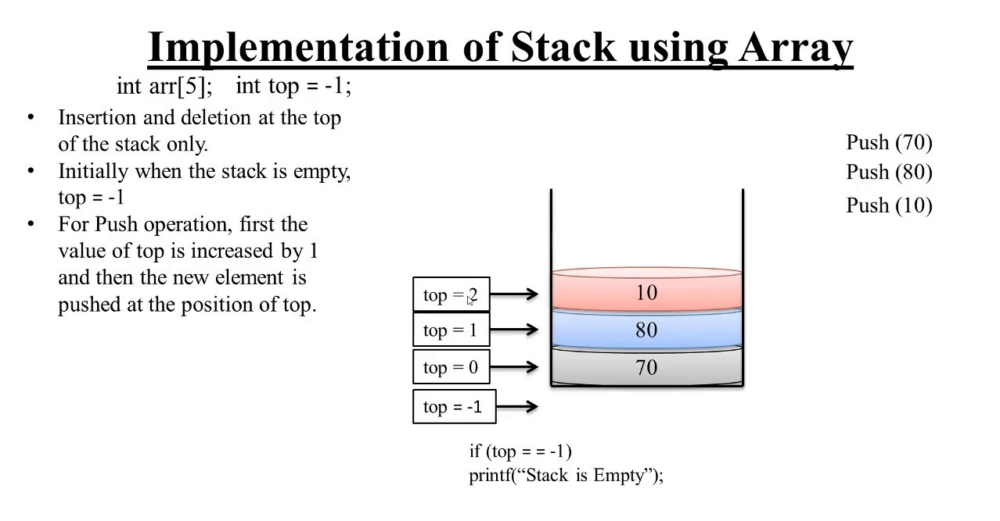 Implementation of Stack using Array
int arr[5]; int top = -1;
• Insertion and deletion at the top
of the stack only.
• Initially when the stack is empty,
top = -1
• For Push operation, first the
value of top is increased by 1
and then the new element is
pushed at the position of top.
Push (70)
Push (80)
Push (10)
top = 2
10
top = 1
80
top = 0
70
top = -1
if (top = = -1)
printf(“Stack is Empty”);